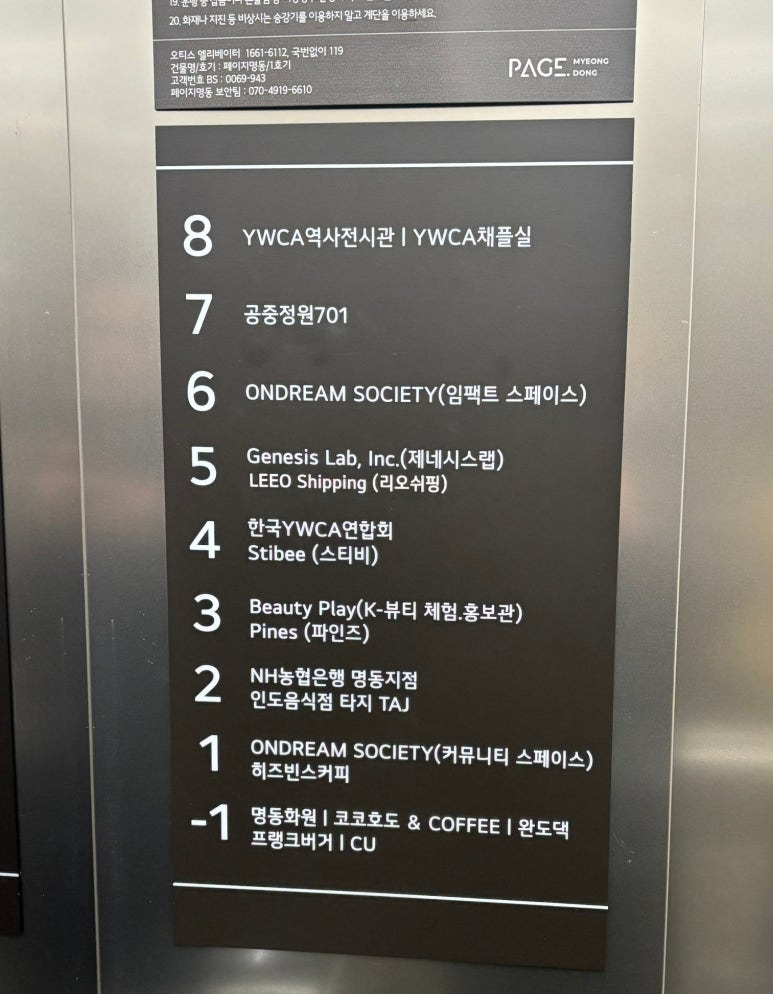 20. 화재나 지진 등 비상시는 승강기를 이용하지 말고 계단을 이용하세요.
오티스 엘리베이터 1661-6112, 국번없이 119
건물명/호기 : 페이지명동/1호기
고객번호 BS : 0069-943
페이지명동 보안팀 : 070-4919-6610
PAGE. MYEONG
DONG
8 YWCA역사전시관 | YWCA채플실
7 공중정원701
6 ONDREAM SOCIETY(임팩트 스페이스)
5 Genesis Lab, Inc.(제네시스랩)
LEEO Shipping (리오쉬핑)
4 한국YWCA연합회
Stibee (스티비)
3 Beauty Play(K-뷰티 체험.홍보관)
Pines (파인즈)
2 NH농협은행 명동지점
인도음식점 타지 TAJ
1 ONDREAM SOCIETY(커뮤니티 스페이스)
히즈빈스커피
-1 명동화원 | 코코호도 & COFFEE | 완도댁
프랭크버거 | CU